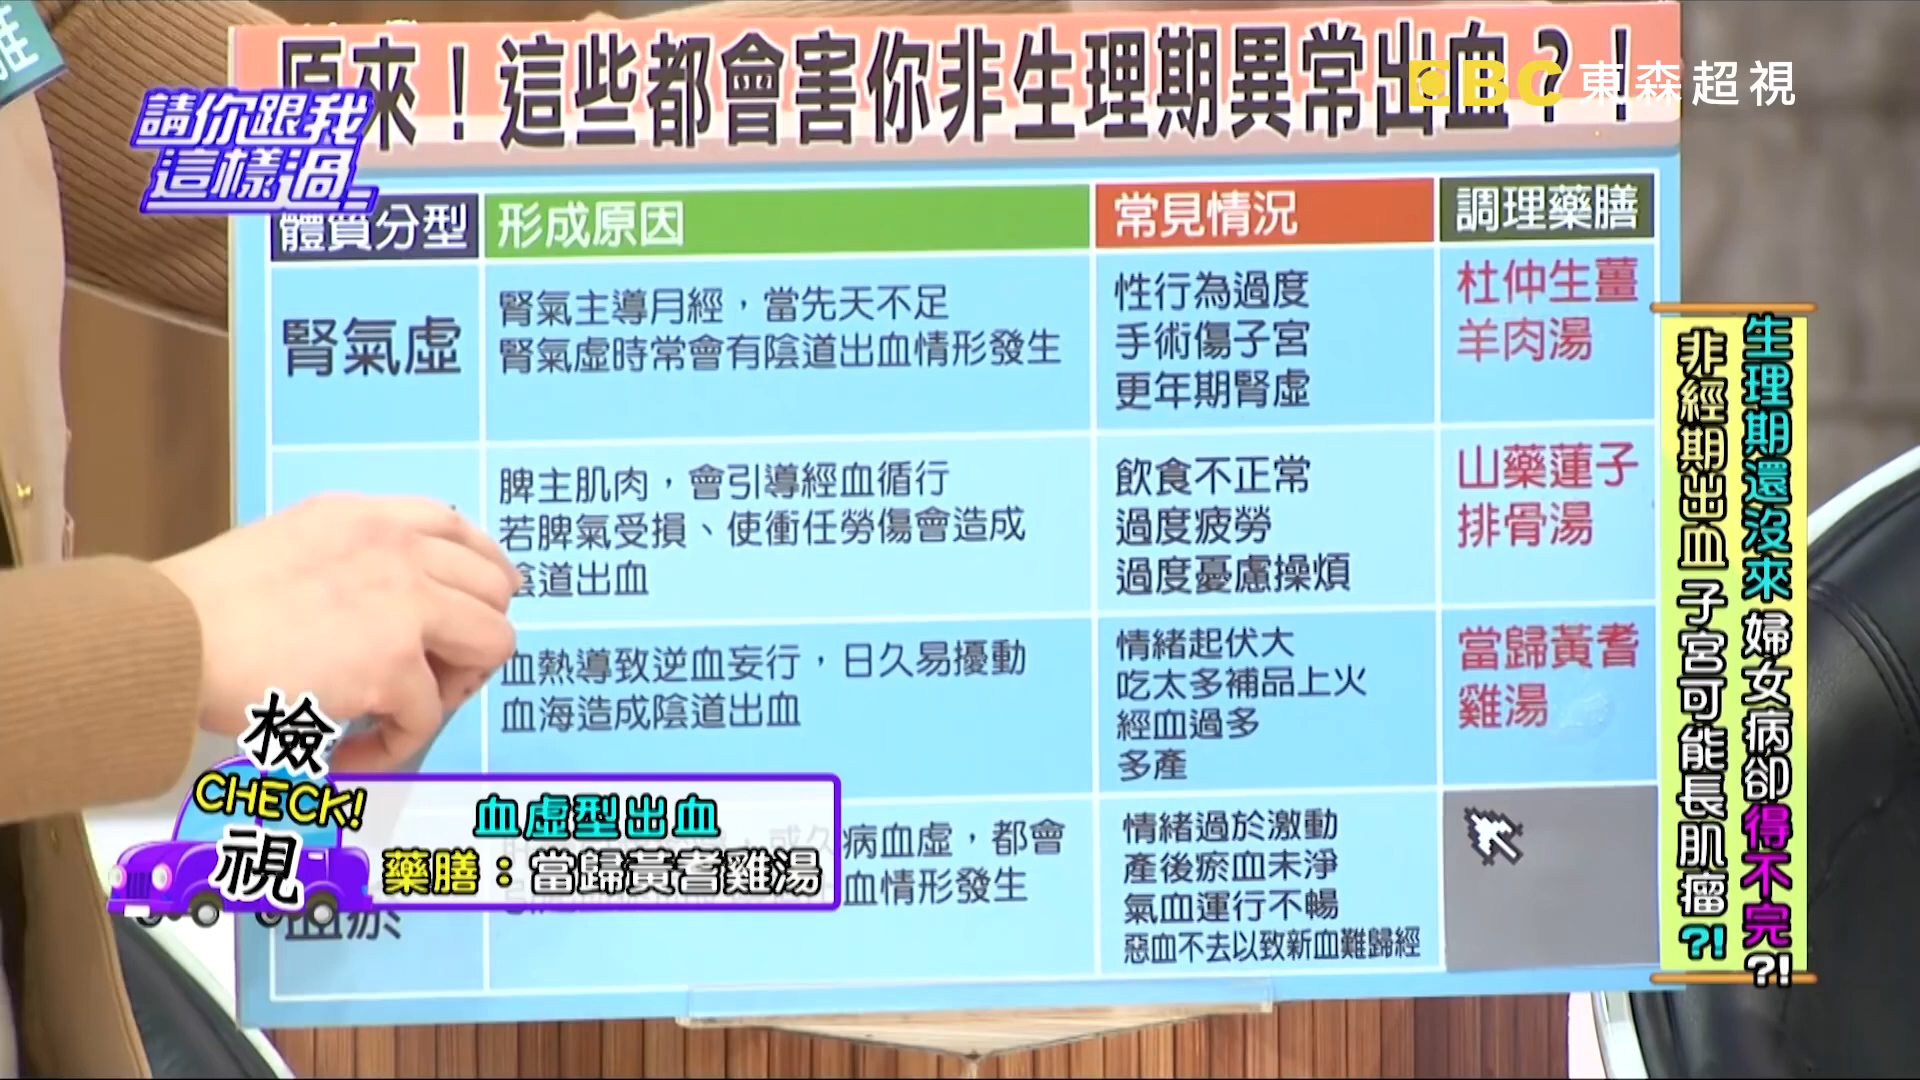 原來！這些都會害你非生理期異常出血？！
EBC 東森超視
請你跟我
這樣過
體質分型
形成原因
常見情況
調理藥膳
腎氣虛
腎氣主導月經，當先天不足
腎氣虛時常會有陰道出血情形發生
性行為過度
手術傷子宮
更年期腎虛
杜仲生薑
羊肉湯
脾主肌肉，會引導經血循行
若脾氣受損、使衝任勞傷會造成
陰道出血
飲食不正常
過度疲勞
過度憂慮操煩
山藥蓮子
排骨湯
血熱導致逆血妄行，日久易擾動
血海造成陰道出血
情緒起伏大
吃太多補品上火
經血過多
多產
當歸黃耆
雞湯
血瘀
病血虛，都會
血情形發生
情緒過於激動
產後瘀血未淨
氣血運行不暢
惡血不去以致新血難歸經
檢
CHECK!
視
血虛型出血
藥膳：當歸黃耆雞湯
生理期還沒來 婦女病卻得不完?!
非經期出血 子宮可能長肌瘤?!